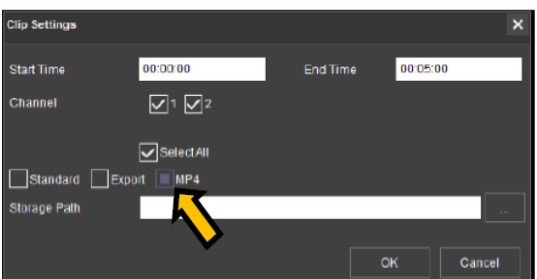 Clip Settings
Start Time 00:00:00 End Time 00:05:00
Channel 1 2
Select All
Standard Export MP4
Storage Path ...
OK Cancel